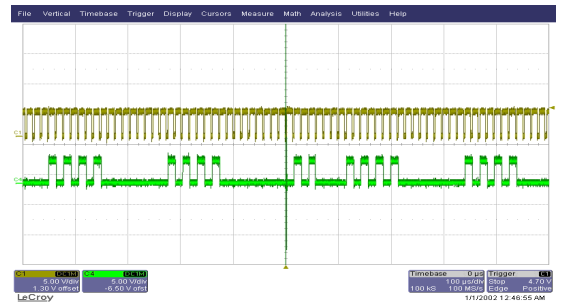 File Vertical Timebase Trigger Display Cursors Measure Math Analysis Utilities Help
C1
C4
C1 DC1M
5.00 V/div
1.30 V offset
C4 DC1M
5.00 V/div
-6.50 V ofst
Timebase 0 µs
100 µs/div
100 kS 100 MS/s
Trigger C1
Stop 4.70 V
Edge Positive
LeCroy
1/1/2002 12:46:55 AM